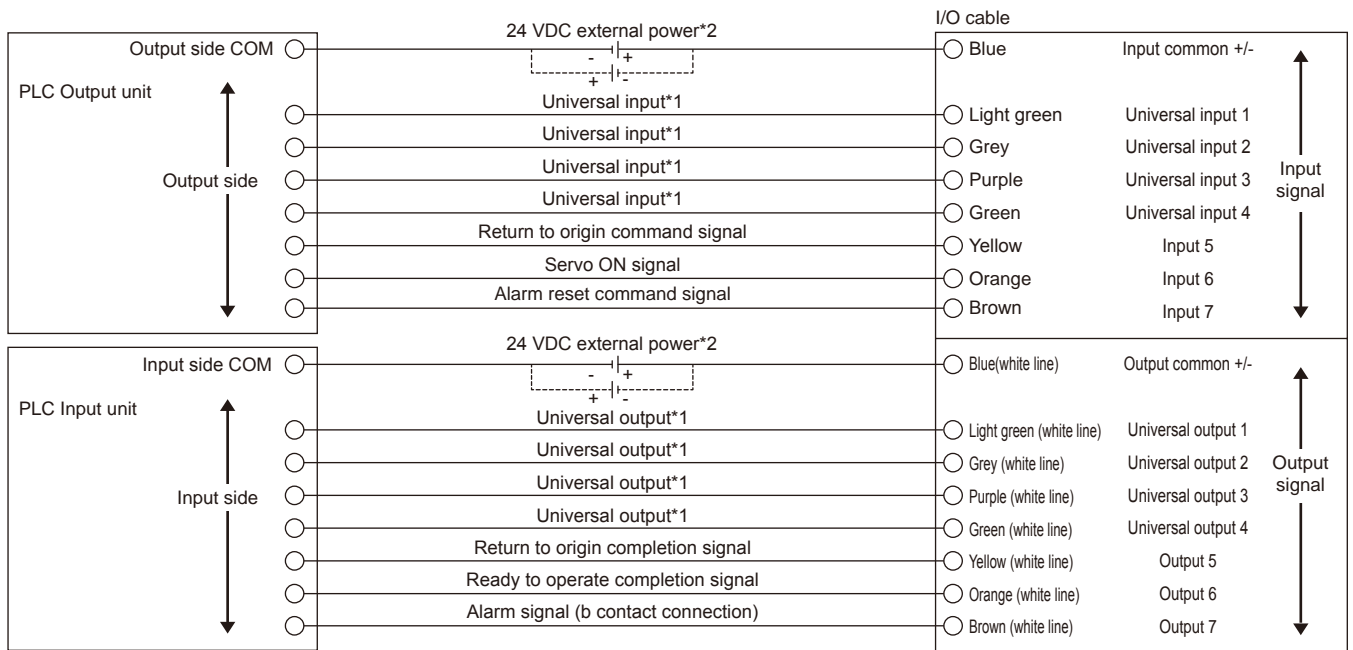 I/O cable
24 VDC external power*2
Output side COM
- +
+ -
Blue Input common +/-
PLC Output unit
Universal input*1
Light green Universal input 1
Universal input*1
Grey Universal input 2
Universal input*1
Output side
Purple Universal input 3
Input
signal
Universal input*1
Green Universal input 4
Return to origin command signal
Yellow Input 5
Servo ON signal
Orange Input 6
Alarm reset command signal
Brown Input 7
24 VDC external power*2
Input side COM
- +
+ -
Blue(white line) Output common +/-
PLC Input unit
Universal output*1
Light green (white line) Universal output 1
Universal output*1
Grey (white line) Universal output 2
Output
signal
Universal output*1
Input side
Purple (white line) Universal output 3
Universal output*1
Green (white line) Universal output 4
Return to origin completion signal
Yellow (white line) Output 5
Ready to operate completion signal
Orange (white line) Output 6
Alarm signal (b contact connection)
Brown (white line) Output 7